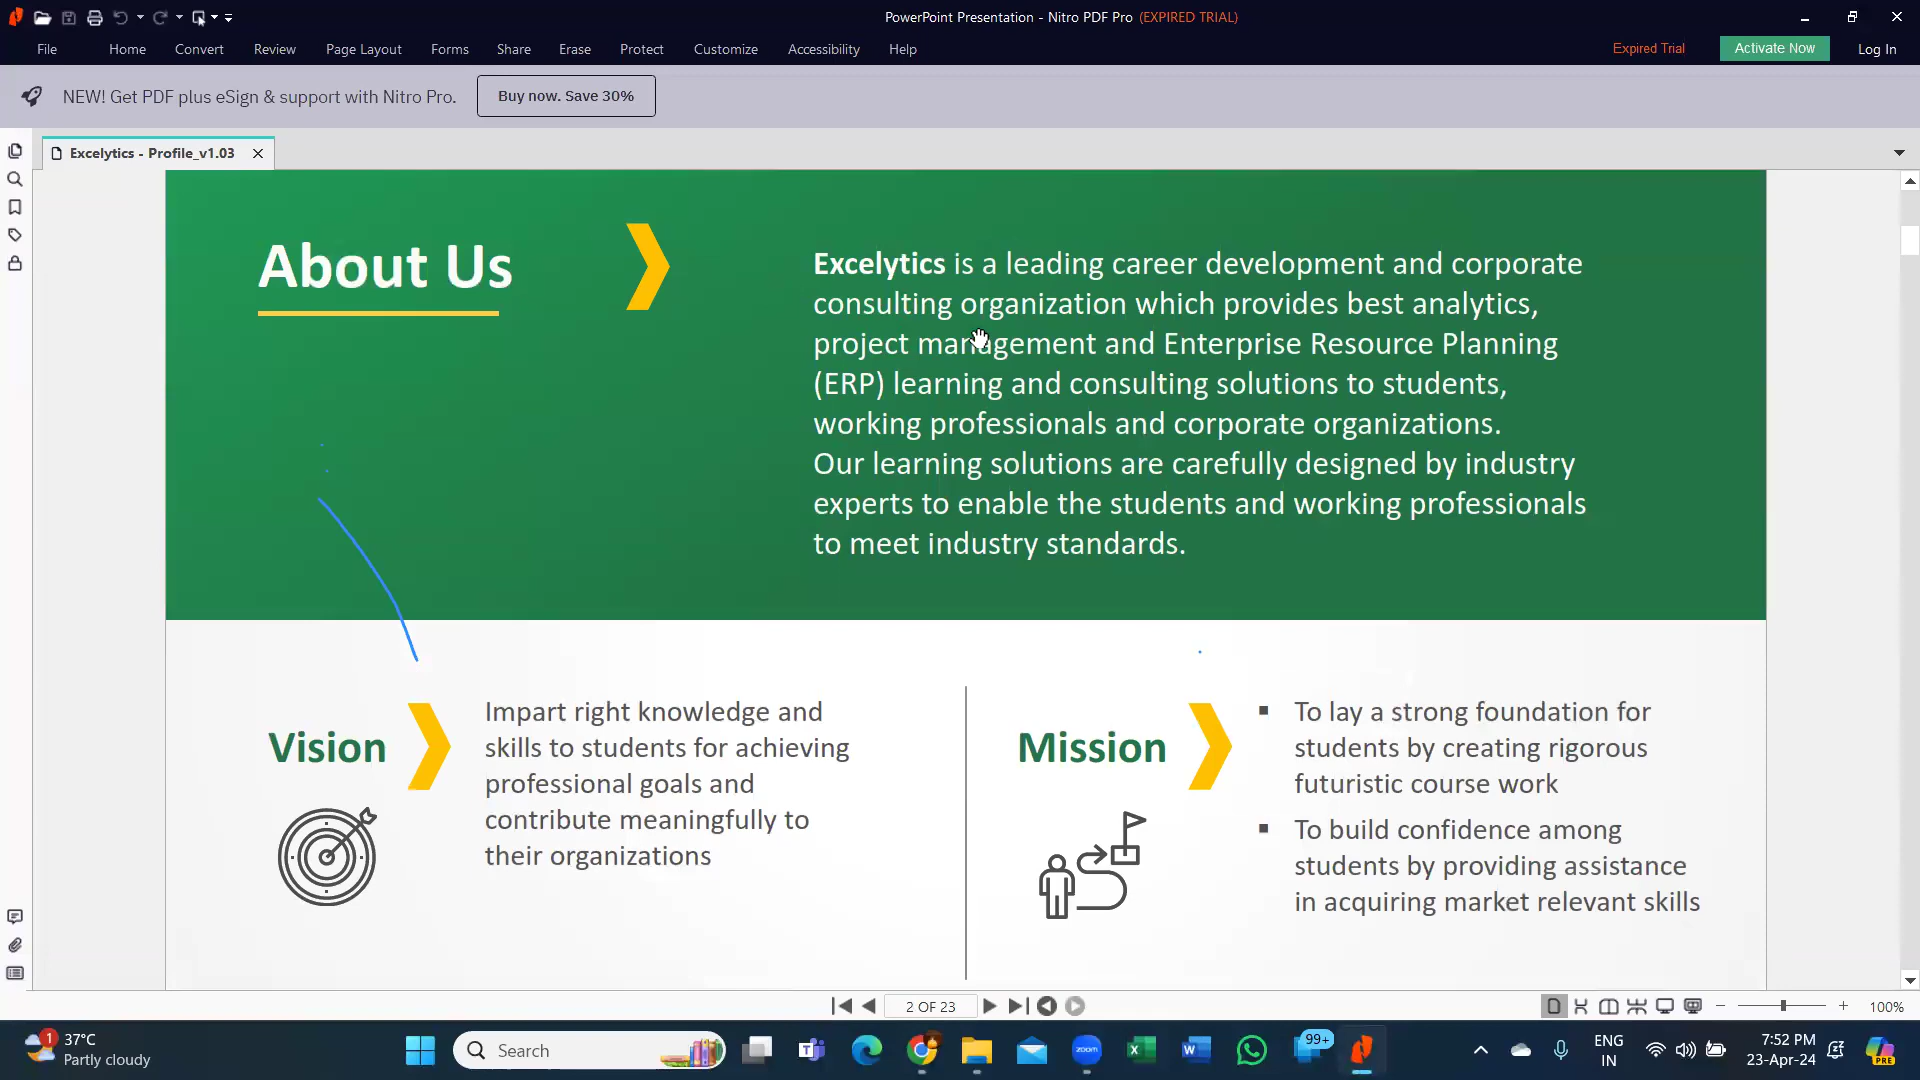 PowerPoint Presentation - Nitro PDF Pro (EXPIRED TRIAL)
File Home Convert Review Page Layout Forms Share Erase Protect Customize Accessibility Help Expired Trial Activate Now Log In
NEW! Get PDF plus eSign & support with Nitro Pro. Buy now. Save 30%
Excelytics - Profile_v1.03
About Us
Excelytics is a leading career development and corporate
consulting organization which provides best analytics,
project management and Enterprise Resource Planning
(ERP) learning and consulting solutions to students,
working professionals and corporate organizations.
Our learning solutions are carefully designed by industry
experts to enable the students and working professionals
to meet industry standards.
Vision
Impart right knowledge and
skills to students for achieving
professional goals and
contribute meaningfully to
their organizations
Mission
▪ To lay a strong foundation for
students by creating rigorous
futuristic course work
▪ To build confidence among
students by providing assistance
in acquiring market relevant skills
2 OF 23
100%
1
37°C
Partly cloudy
Search
zoom
99+
ENG
IN
7:52 PM
23-Apr-24
PRE